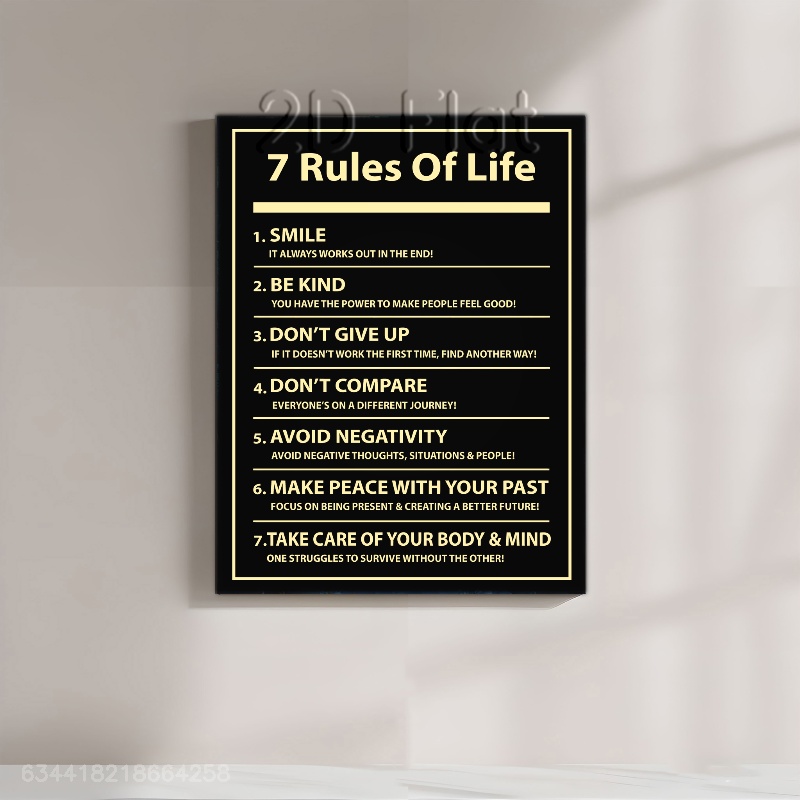 2D Flat
7 Rules Of Life
1. SMILE
IT ALWAYS WORKS OUT IN THE END!
2. BE KIND
YOU HAVE THE POWER TO MAKE PEOPLE FEEL GOOD!
3. DON'T GIVE UP
IF IT DOESN'T WORK THE FIRST TIME, FIND ANOTHER WAY!
4. DON'T COMPARE
EVERYONE'S ON A DIFFERENT JOURNEY!
5. AVOID NEGATIVITY
AVOID NEGATIVE THOUGHTS, SITUATIONS & PEOPLE!
6. MAKE PEACE WITH YOUR PAST
FOCUS ON BEING PRESENT & CREATING A BETTER FUTURE!
7.TAKE CARE OF YOUR BODY & MIND
ONE STRUGGLES TO SURVIVE WITHOUT THE OTHER!
634418218664258